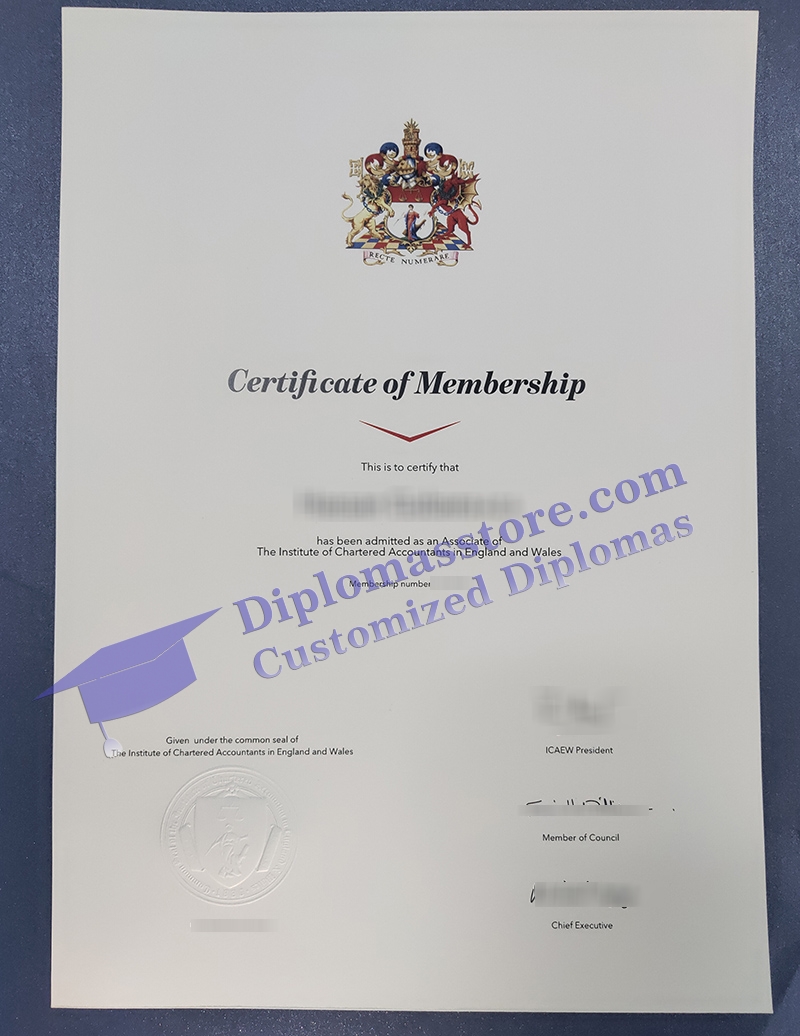 RECTE NUMERARE
Certificate of Membership
This is to certify that
has been admitted as an Associate of
The Institute of Chartered Accountants in England and Wales
Membership number
Diplomasstore.com
Customized Diplomas
Given under the common seal of
The Institute of Chartered Accountants in England and Wales
ICAEW President
Member of Council
Chief Executive